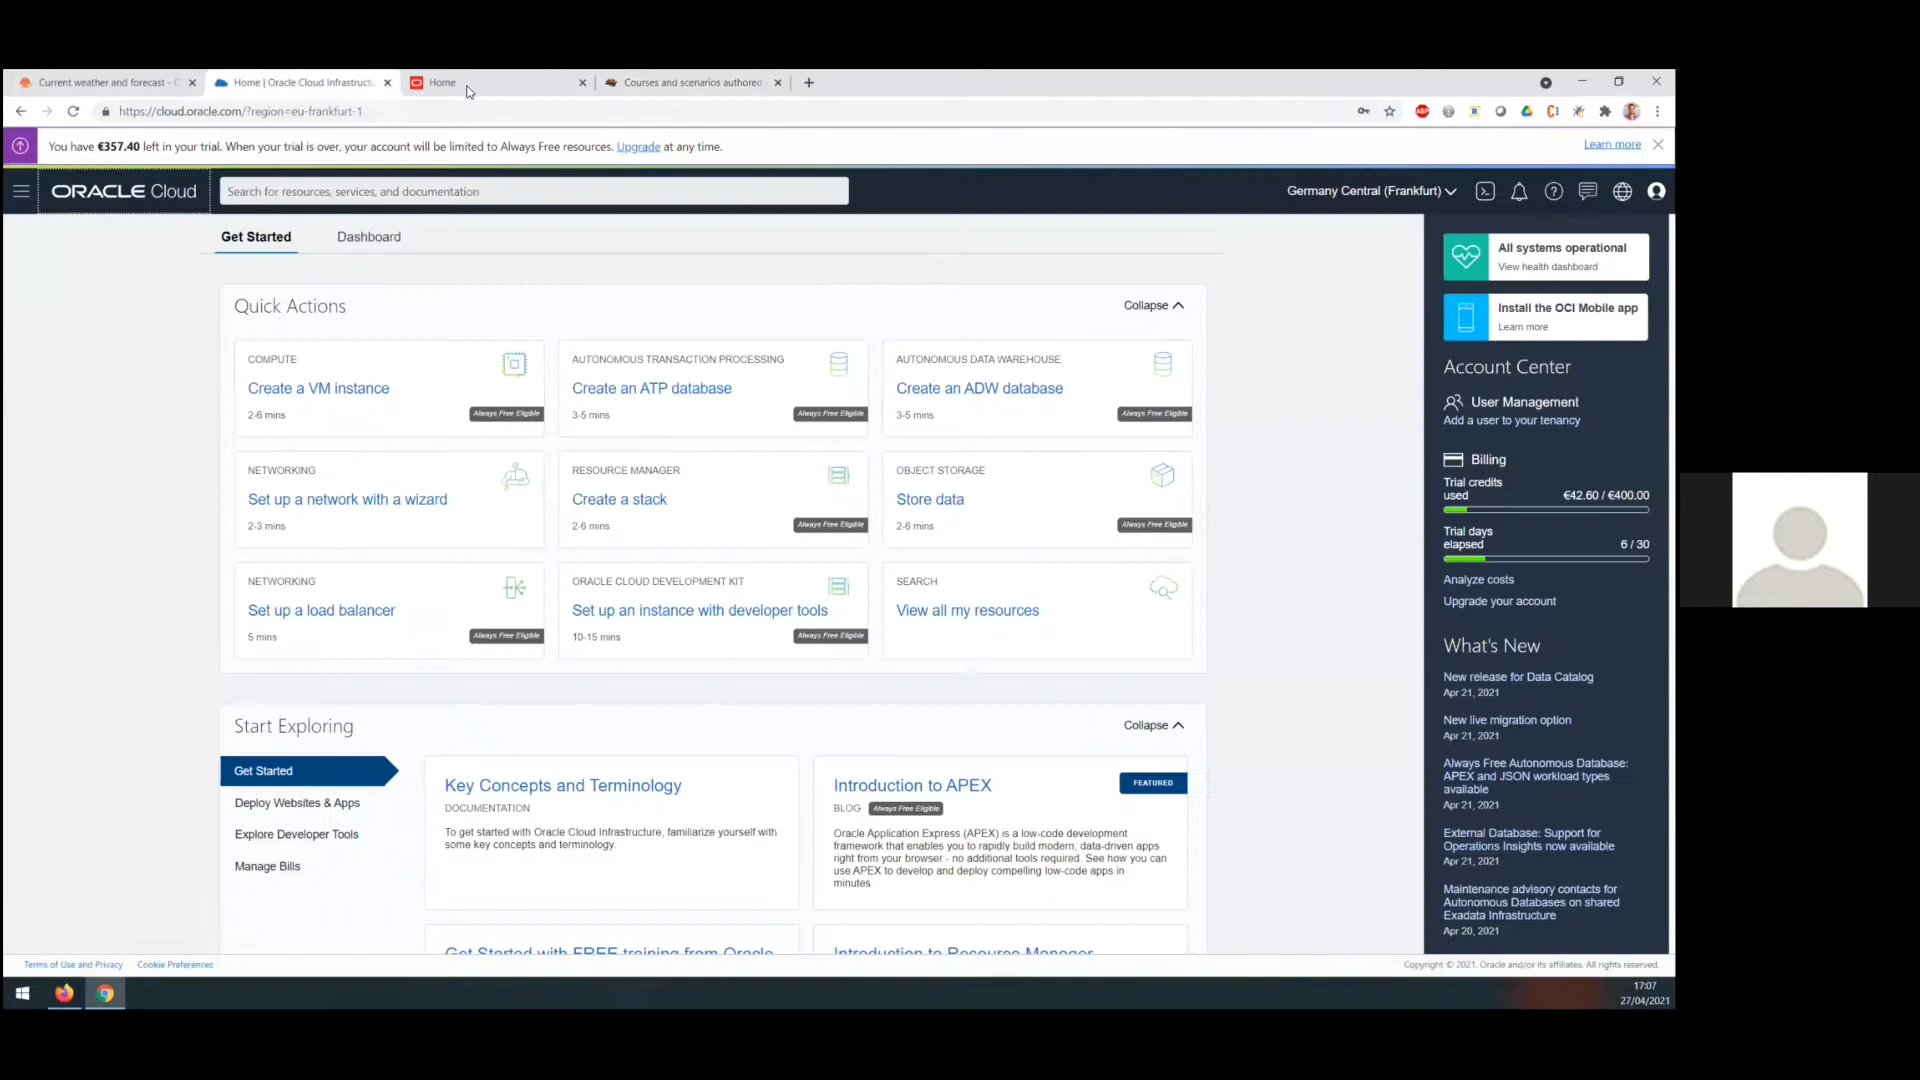 Current weather and forecast - C
Home | Oracle Cloud Infrastructu
Home
Courses and scenarios authored
https://cloud.oracle.com/?region=eu-frankfurt-1
ABP
You have €357.40 left in your trial. When your trial is over, your account will be limited to Always Free resources. Upgrade at any time.
Learn more
ORACLE Cloud
Search for resources, services, and documentation
Germany Central (Frankfurt)
Get Started
Dashboard
Quick Actions
Collapse
COMPUTE
Create a VM instance
2-6 mins
Always Free Eligible
AUTONOMOUS TRANSACTION PROCESSING
Create an ATP database
3-5 mins
Always Free Eligible
AUTONOMOUS DATA WAREHOUSE
Create an ADW database
3-5 mins
Always Free Eligible
NETWORKING
Set up a network with a wizard
2-3 mins
RESOURCE MANAGER
Create a stack
2-6 mins
Always Free Eligible
OBJECT STORAGE
Store data
2-6 mins
Always Free Eligible
NETWORKING
Set up a load balancer
5 mins
Always Free Eligible
ORACLE CLOUD DEVELOPMENT KIT
Set up an instance with developer tools
10-15 mins
Always Free Eligible
SEARCH
View all my resources
Start Exploring
Collapse
Get Started
Deploy Websites & Apps
Explore Developer Tools
Manage Bills
Key Concepts and Terminology
DOCUMENTATION
To get started with Oracle Cloud Infrastructure, familiarize yourself with
some key concepts and terminology.
Introduction to APEX
FEATURED
BLOG
Always Free Eligible
Oracle Application Express (APEX) is a low-code development
framework that enables you to rapidly build modern, data-driven apps
right from your browser - no additional tools required. See how you can
use APEX to develop and deploy compelling low-code apps in
minutes
Get Started with FREE training from Oracle
Introduction to Resource Manager
All systems operational
View health dashboard
Install the OCI Mobile app
Learn more
Account Center
User Management
Add a user to your tenancy
Billing
Trial credits
used
€42.60 / €400.00
Trial days
elapsed
6 / 30
Analyze costs
Upgrade your account
What's New
New release for Data Catalog
Apr 21, 2021
New live migration option
Apr 21, 2021
Always Free Autonomous Database:
APEX and JSON workload types
available
Apr 21, 2021
External Database: Support for
Operations Insights now available
Apr 21, 2021
Maintenance advisory contacts for
Autonomous Databases on shared
Exadata Infrastructure
Apr 20, 2021
Terms of Use and Privacy
Cookie Preferences
Copyright © 2021, Oracle and/or its affiliates. All rights reserved.
17:07
27/04/2021